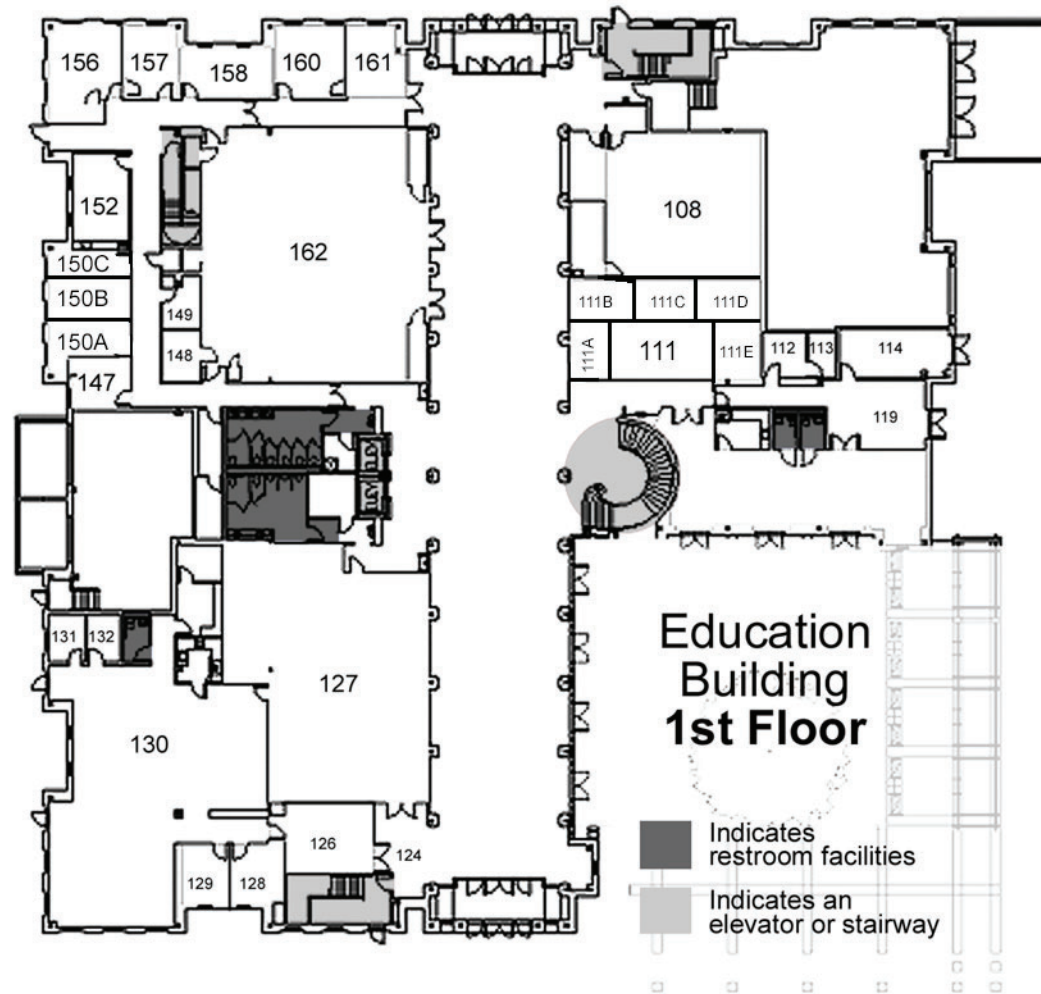 156
157
158
160
161
152
108
162
150C
150B
149
111B
111C
111D
150A
148
111A
111
111E
112
113
114
147
119
131
132
127
130
126
124
129
128
Education
Building
1st Floor
Indicates
restroom facilities
Indicates an
elevator or stairway